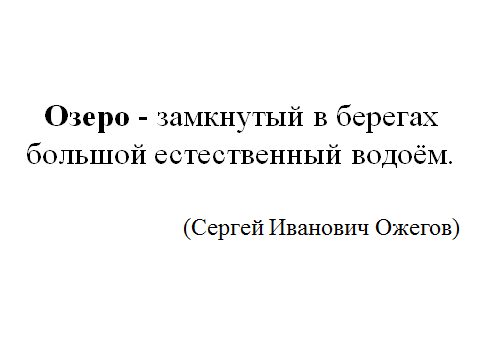 Озеро - замкнутый в берегах
большой естественный водоём.
(Сергей Иванович Ожегов)